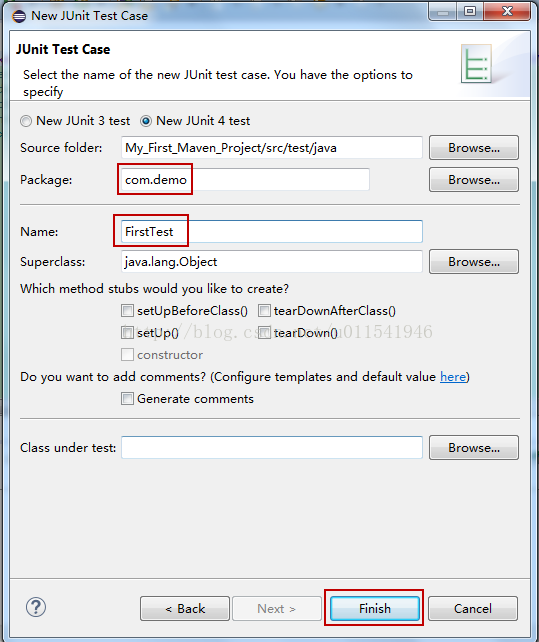 New JUnit Test Case
JUnit Test Case
Select the name of the new JUnit test case. You have the options to
specify
New JUnit 3 test New JUnit 4 test
Source folder: My_First_Maven_Project/src/test/java Browse...
Package: com.demo Browse...
Name: FirstTest
Superclass: java.lang.Object Browse...
Which method stubs would you like to create?
setUpBeforeClass() tearDownAfterClass()
setUp() tearDown()
http://blog.csdn.net/u011541946
constructor
Do you want to add comments? (Configure templates and default value here)
Generate comments
Class under test: Browse...
? < Back Next > Finish Cancel